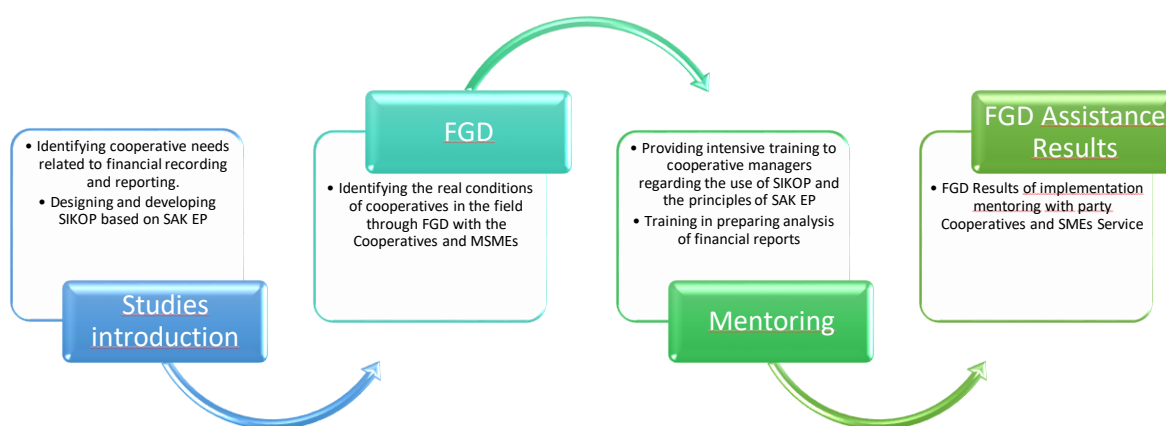 • Identifying cooperative needs
related to financial recording
and reporting.
• Designing and developing
SIKOP based on SAK EP
Studies
introduction
FGD
• Identifying the real conditions
of cooperatives in the field
through FGD with the
Cooperatives and MSMEs
• Providing intensive training to
cooperative managers
regarding the use of SIKOP and
the principles of SAK EP
• Training in preparing analysis
of financial reports
Mentoring
FGD Assistance
Results
• FGD Results of implementation
mentoring with party
Cooperatives and SMEs Service